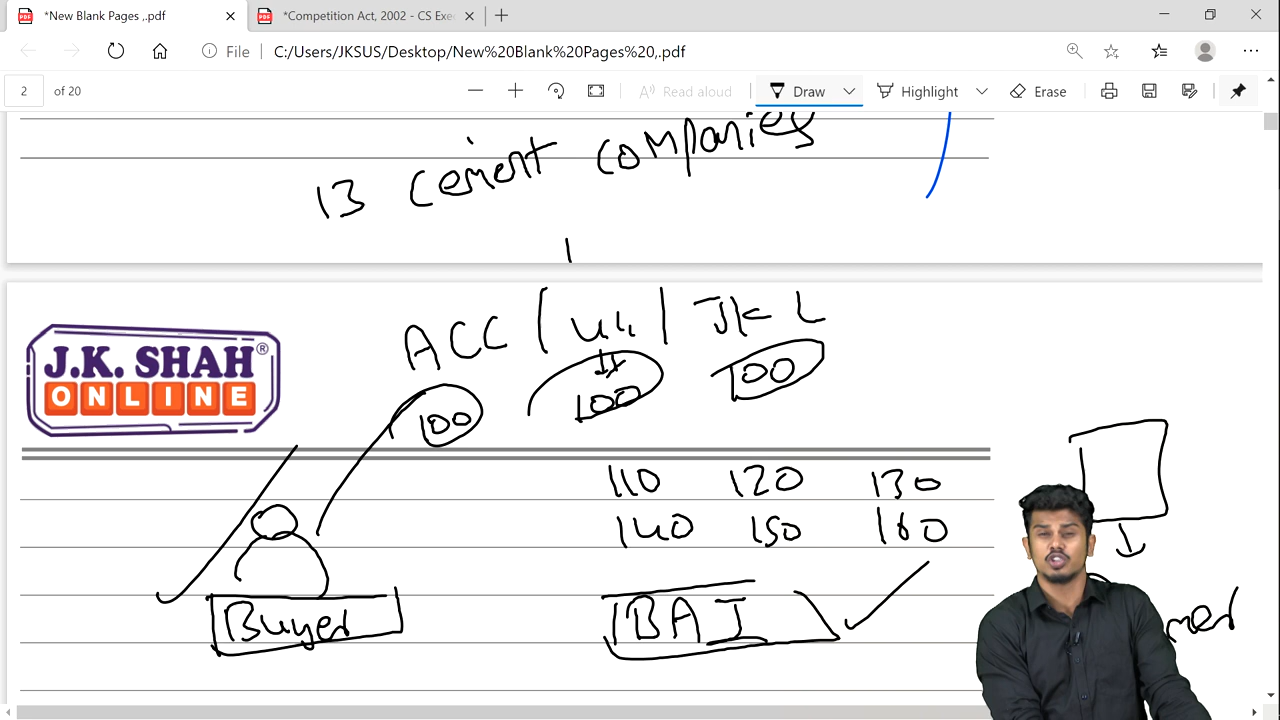 *New Blank Pages ,.pdf
*Competition Act, 2002 - CS Exe
File C:/Users/JKSUS/Desktop/New%20Blank%20Pages%20,.pdf
2 of 20 Read aloud Draw Highlight Erase
13 cement companies
ACC | | JKL
J.K. SHAH®
ONLINE
100 100 100
110 120 130
140 150 160
Buyer BAI